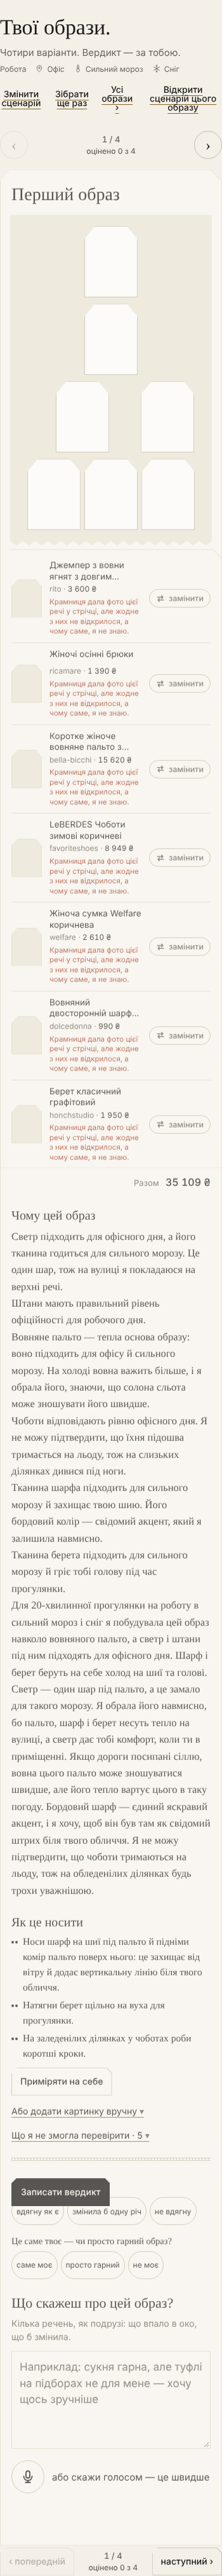 Твої образи.
Чотири варіанти. Вердикт — за тобою.
Робота Офіс Сильний мороз Сніг
Змінити сценарій
Зібрати ще раз
Усі образи ›
Відкрити сценарій цього образу
‹
1 / 4
оцінено 0 з 4
›
Перший образ
Джемпер з вовни
ягнят з довгим…
rito · 3 600 ₴
Крамниця дала фото цієї
речі у стрічці, але жодне
з них не відкрилося, а
чому саме, я не знаю.
замінити
Жіночі осінні брюки
ricamare · 1 390 ₴
Крамниця дала фото цієї
речі у стрічці, але жодне
з них не відкрилося, а
чому саме, я не знаю.
замінити
Коротке жіноче
вовняне пальто з…
bella-bicchi · 15 620 ₴
Крамниця дала фото цієї
речі у стрічці, але жодне
з них не відкрилося, а
чому саме, я не знаю.
замінити
LeBERDES Чоботи
зимові коричневі
favoriteshoes · 8 949 ₴
Крамниця дала фото цієї
речі у стрічці, але жодне
з них не відкрилося, а
чому саме, я не знаю.
замінити
Жіноча сумка Welfare
коричнева
welfare · 2 610 ₴
Крамниця дала фото цієї
речі у стрічці, але жодне
з них не відкрилося, а
чому саме, я не знаю.
замінити
Вовняний
двосторонній шарф…
dolcedonna · 990 ₴
Крамниця дала фото цієї
речі у стрічці, але жодне
з них не відкрилося, а
чому саме, я не знаю.
замінити
Берет класичний
графітовий
honchstudio · 1 950 ₴
Крамниця дала фото цієї
речі у стрічці, але жодне
з них не відкрилося, а
чому саме, я не знаю.
замінити
Разом 35 109 ₴
Чому цей образ
Светр підходить для офісного дня, а його
тканина годиться для сильного морозу. Це
один шар, тож на вулиці я покладаюся на
верхні речі.
Штани мають правильний рівень
офіційності для робочого дня.
Вовняне пальто — тепла основа образу:
воно підходить для офісу й сильного
морозу. На холоді вовна важить більше, і я
обрала його, знаючи, що солона сльота
може зношувати його швидше.
Чоботи відповідають рівню офісного дня. Я
не можу підтвердити, що їхня підошва
тримається на льоду, тож на слизьких
ділянках дивися під ноги.
Тканина шарфа підходить для сильного
морозу й захищає твою шию. Його
бордовий колір — свідомий акцент, який я
залишила навмисно.
Тканина берета підходить для сильного
морозу й гріє тобі голову під час
прогулянки.
Для 20-хвилинної прогулянки на роботу в
сильний мороз і сніг я побудувала цей образ
навколо вовняного пальто, а светр і штани
під ним підходять для офісного дня. Шарф і
берет беруть на себе холод на шиї та голові.
Светр — один шар під пальто, а це замало
для такого морозу. Я обрала його навмисно,
бо пальто, шарф і берет несуть тепло на
вулиці, а светр дає тобі комфорт, коли ти в
приміщенні. Якщо дороги посипані сіллю,
вовна цього пальто може зношуватися
швидше, але його тепло вартує цього в таку
погоду. Бордовий шарф — єдиний яскравий
акцент, і я хочу, щоб він був там як свідомий
штрих біля твого обличчя. Я не можу
підтвердити, що чоботи тримаються на
льоду, тож на обледенілих ділянках будь
трохи уважнішою.
Як це носити
Носи шарф на шиї під пальто й підніми
комір пальто поверх нього: це захищає від
вітру й додає вертикальну лінію біля твого
обличчя.
Натягни берет щільно на вуха для
прогулянки.
На заледенілих ділянках у чоботях роби
коротші кроки.
Приміряти на себе
Або додати картинку вручну ▾
Що я не змогла перевірити · 5 ▾
Записати вердикт
вдягну як є
змінила б одну річ
не вдягну
Це саме твоє — чи просто гарний образ?
саме моє
просто гарний
не моє
Що скажеш про цей образ?
Кілька речень, як подрузі: що впало в око,
що б змінила.
Наприклад: сукня гарна, але туфлі
на підборах не для мене — хочу
щось зручніше
або скажи голосом — це швидше
‹ попередній
1 / 4
оцінено 0 з 4
наступний ›